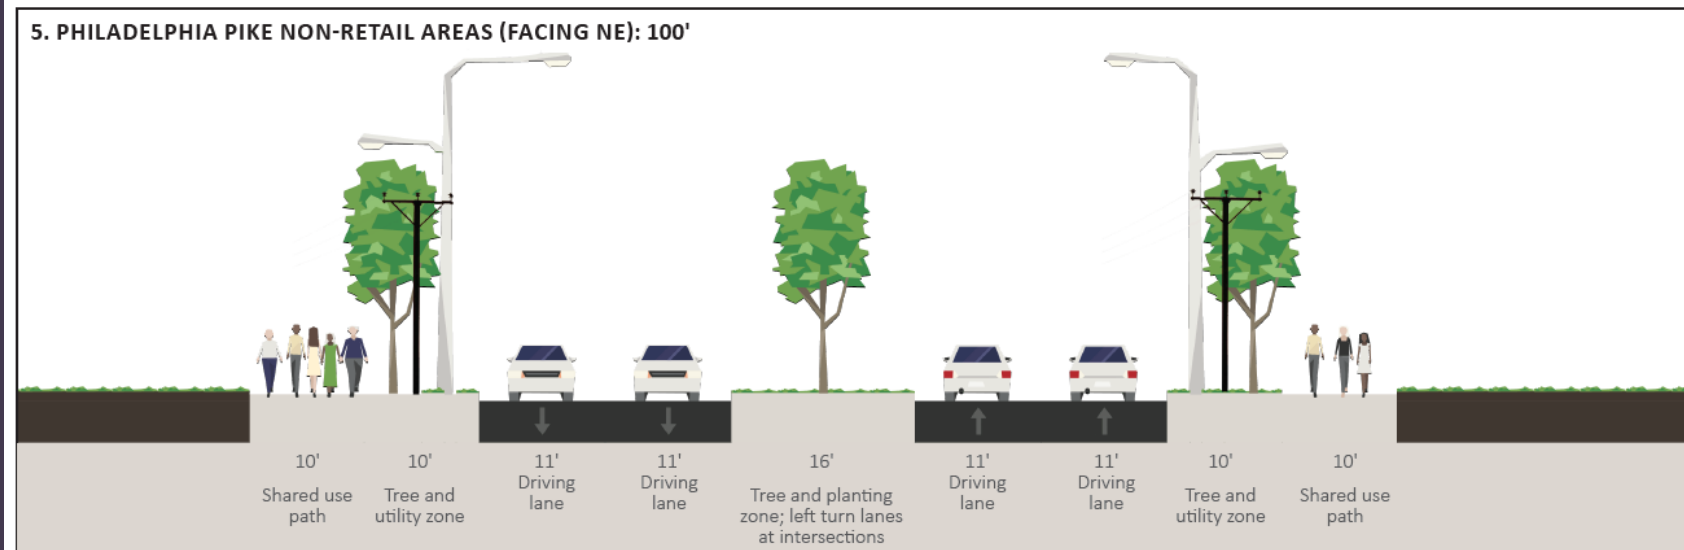 5. PHILADELPHIA PIKE NON-RETAIL AREAS (FACING NE): 100'
10'
Shared use
path
10'
Tree and
utility zone
11'
Driving
lane
11'
Driving
lane
16'
Tree and planting
zone; left turn lanes
at intersections
11'
Driving
lane
11'
Driving
lane
10'
Tree and
utility zone
10'
Shared use
path